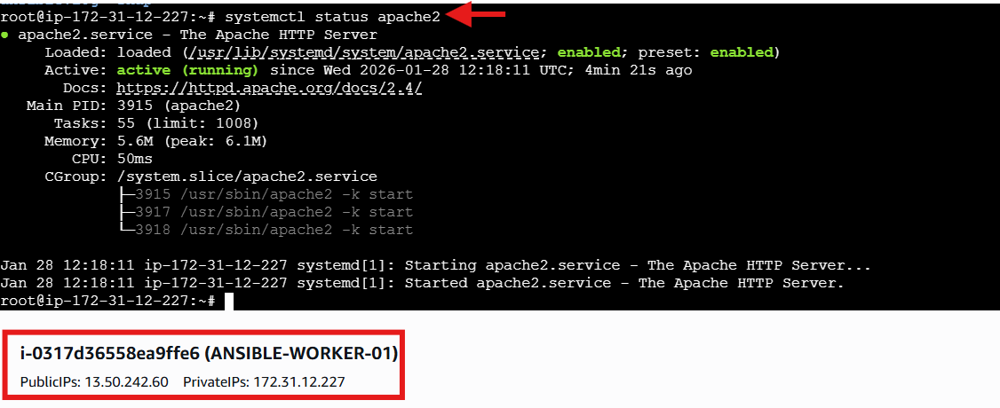 root@ip-172-31-12-227:~# systemctl status apache2
● apache2.service - The Apache HTTP Server
Loaded: loaded (/usr/lib/systemd/system/apache2.service; enabled; preset: enabled)
Active: active (running) since Wed 2026-01-28 12:18:11 UTC; 4min 21s ago
Docs: https://httpd.apache.org/docs/2.4/
Main PID: 3915 (apache2)
Tasks: 55 (limit: 1008)
Memory: 5.6M (peak: 6.1M)
CPU: 50ms
CGroup: /system.slice/apache2.service
├─3915 /usr/sbin/apache2 -k start
├─3917 /usr/sbin/apache2 -k start
└─3918 /usr/sbin/apache2 -k start
Jan 28 12:18:11 ip-172-31-12-227 systemd[1]: Starting apache2.service - The Apache HTTP Server...
Jan 28 12:18:11 ip-172-31-12-227 systemd[1]: Started apache2.service - The Apache HTTP Server.
root@ip-172-31-12-227:~#
i-0317d36558ea9ffe6 (ANSIBLE-WORKER-01)
PublicIPs: 13.50.242.60 PrivateIPs: 172.31.12.227